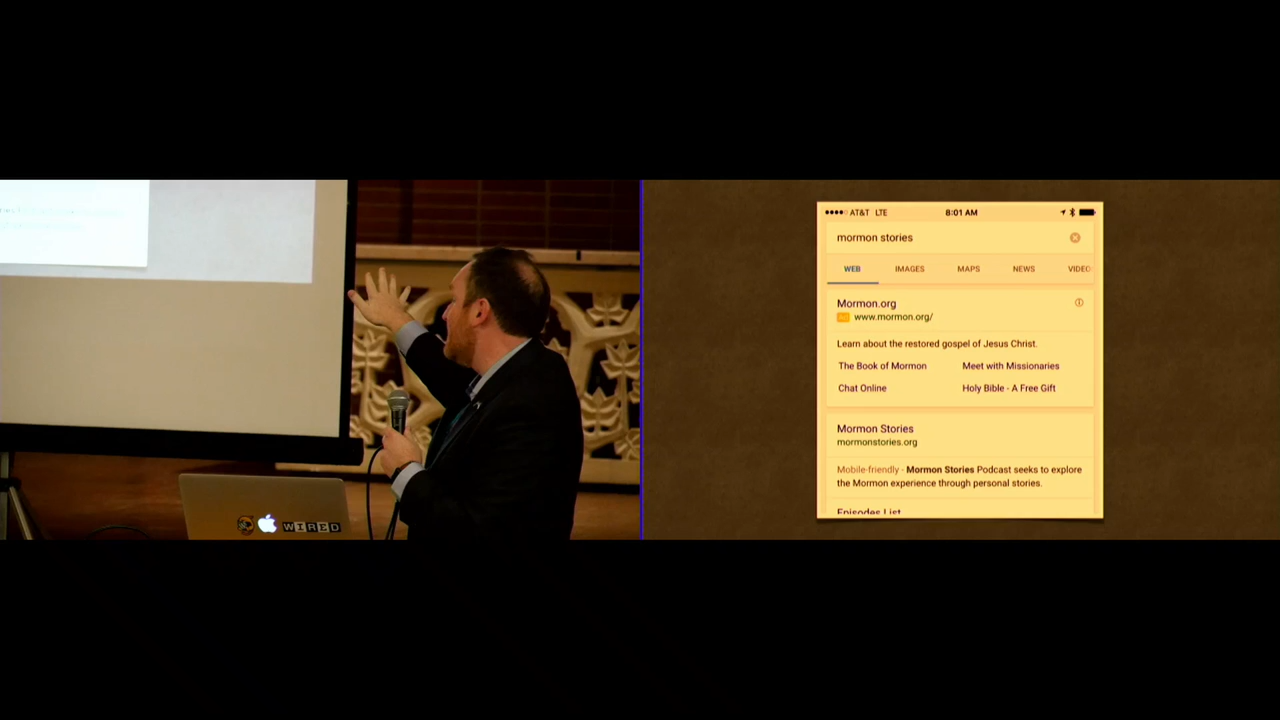 WIRED
AT&T LTE 8:01 AM
mormon stories
WEB IMAGES MAPS NEWS VIDEO
Mormon.org
Ad www.mormon.org/
Learn about the restored gospel of Jesus Christ.
The Book of Mormon Meet with Missionaries
Chat Online Holy Bible - A Free Gift
Mormon Stories
mormonstories.org
Mobile-friendly - Mormon Stories Podcast seeks to explore
the Mormon experience through personal stories.
Episodes List